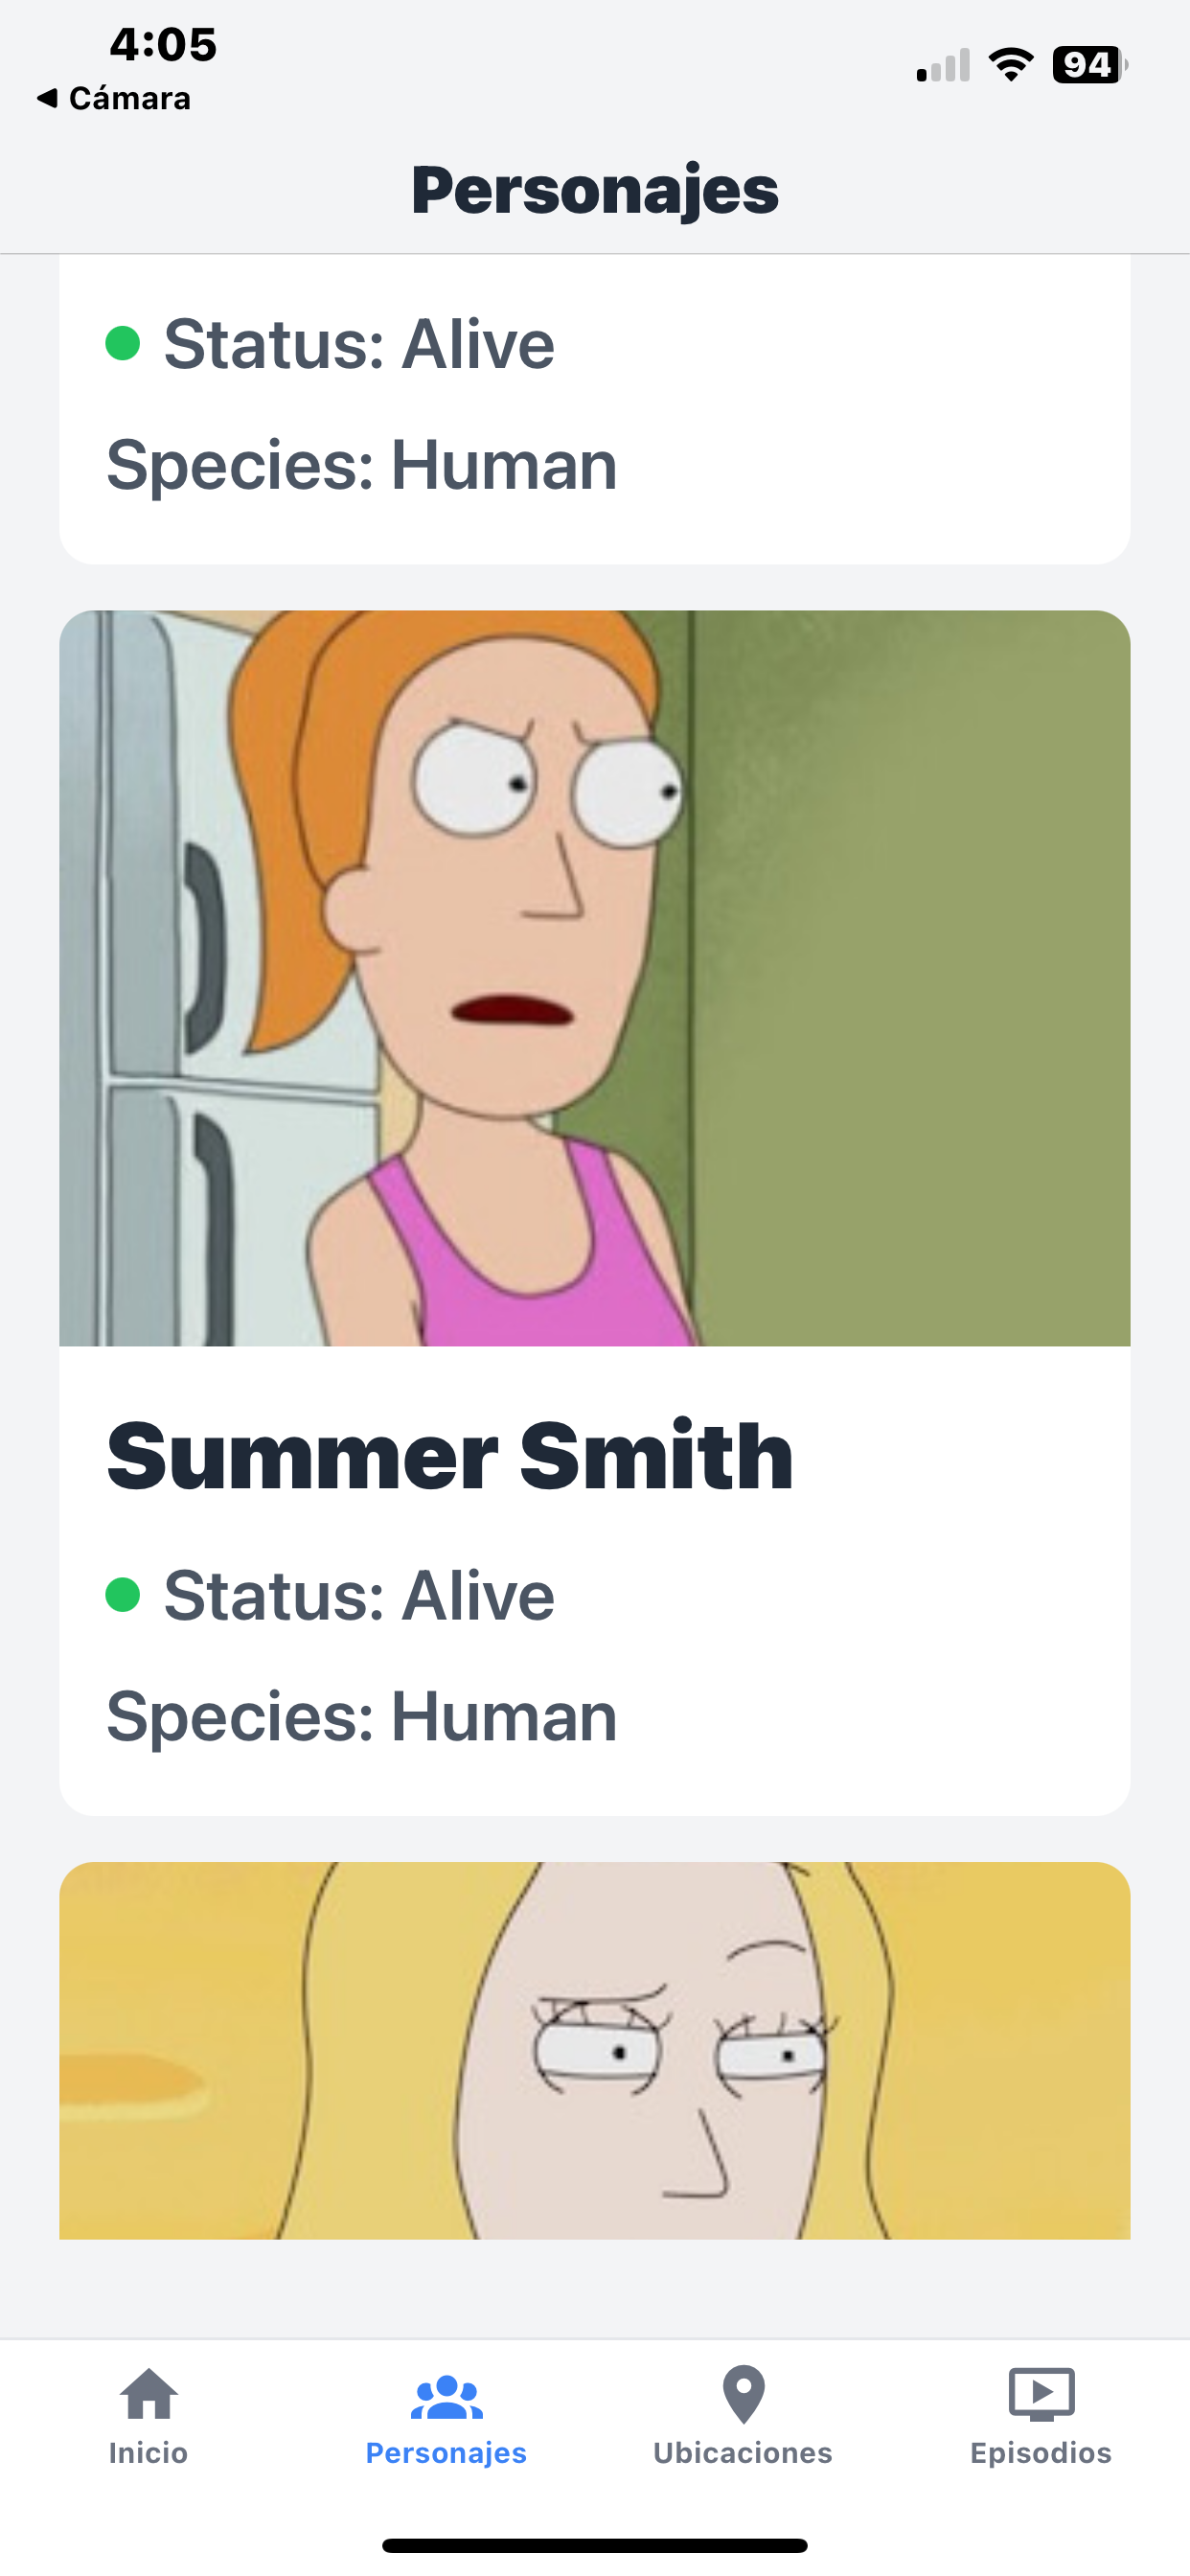 4:05
94
◀ Cámara
Personajes
Status: Alive
Species: Human
Summer Smith
Status: Alive
Species: Human
Inicio
Personajes
Ubicaciones
Episodios